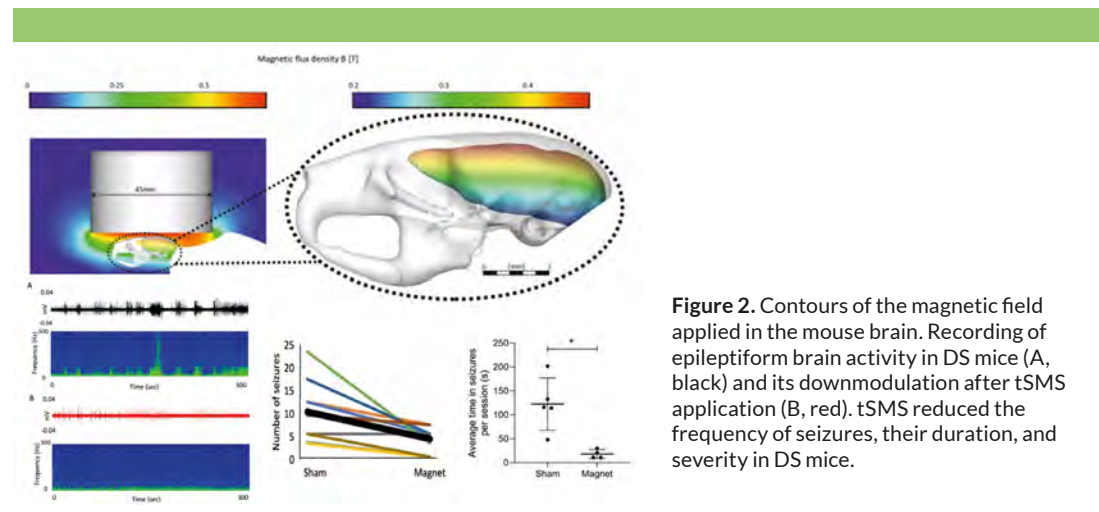 Magnetic flux density B [T]
0 0.25 0.5
0.2 0.3 0.4
45mm
[mm]
A
0.04
mV
-0.04
500
Frequency (Hz)
0
0 Time (sec) 300
B
0.04
mV
-0.04
500
Frequency (Hz)
0
0 Time (sec) 300
25
20
15
10
5
0
Number of seizures
Sham Magnet
250
200
150
100
50
0
Average time in seizures
per session (s)
*
Sham Magnet
Figure 2. Contours of the magnetic field
applied in the mouse brain. Recording of
epileptiform brain activity in DS mice (A,
black) and its downmodulation after tSMS
application (B, red). tSMS reduced the
frequency of seizures, their duration, and
severity in DS mice.